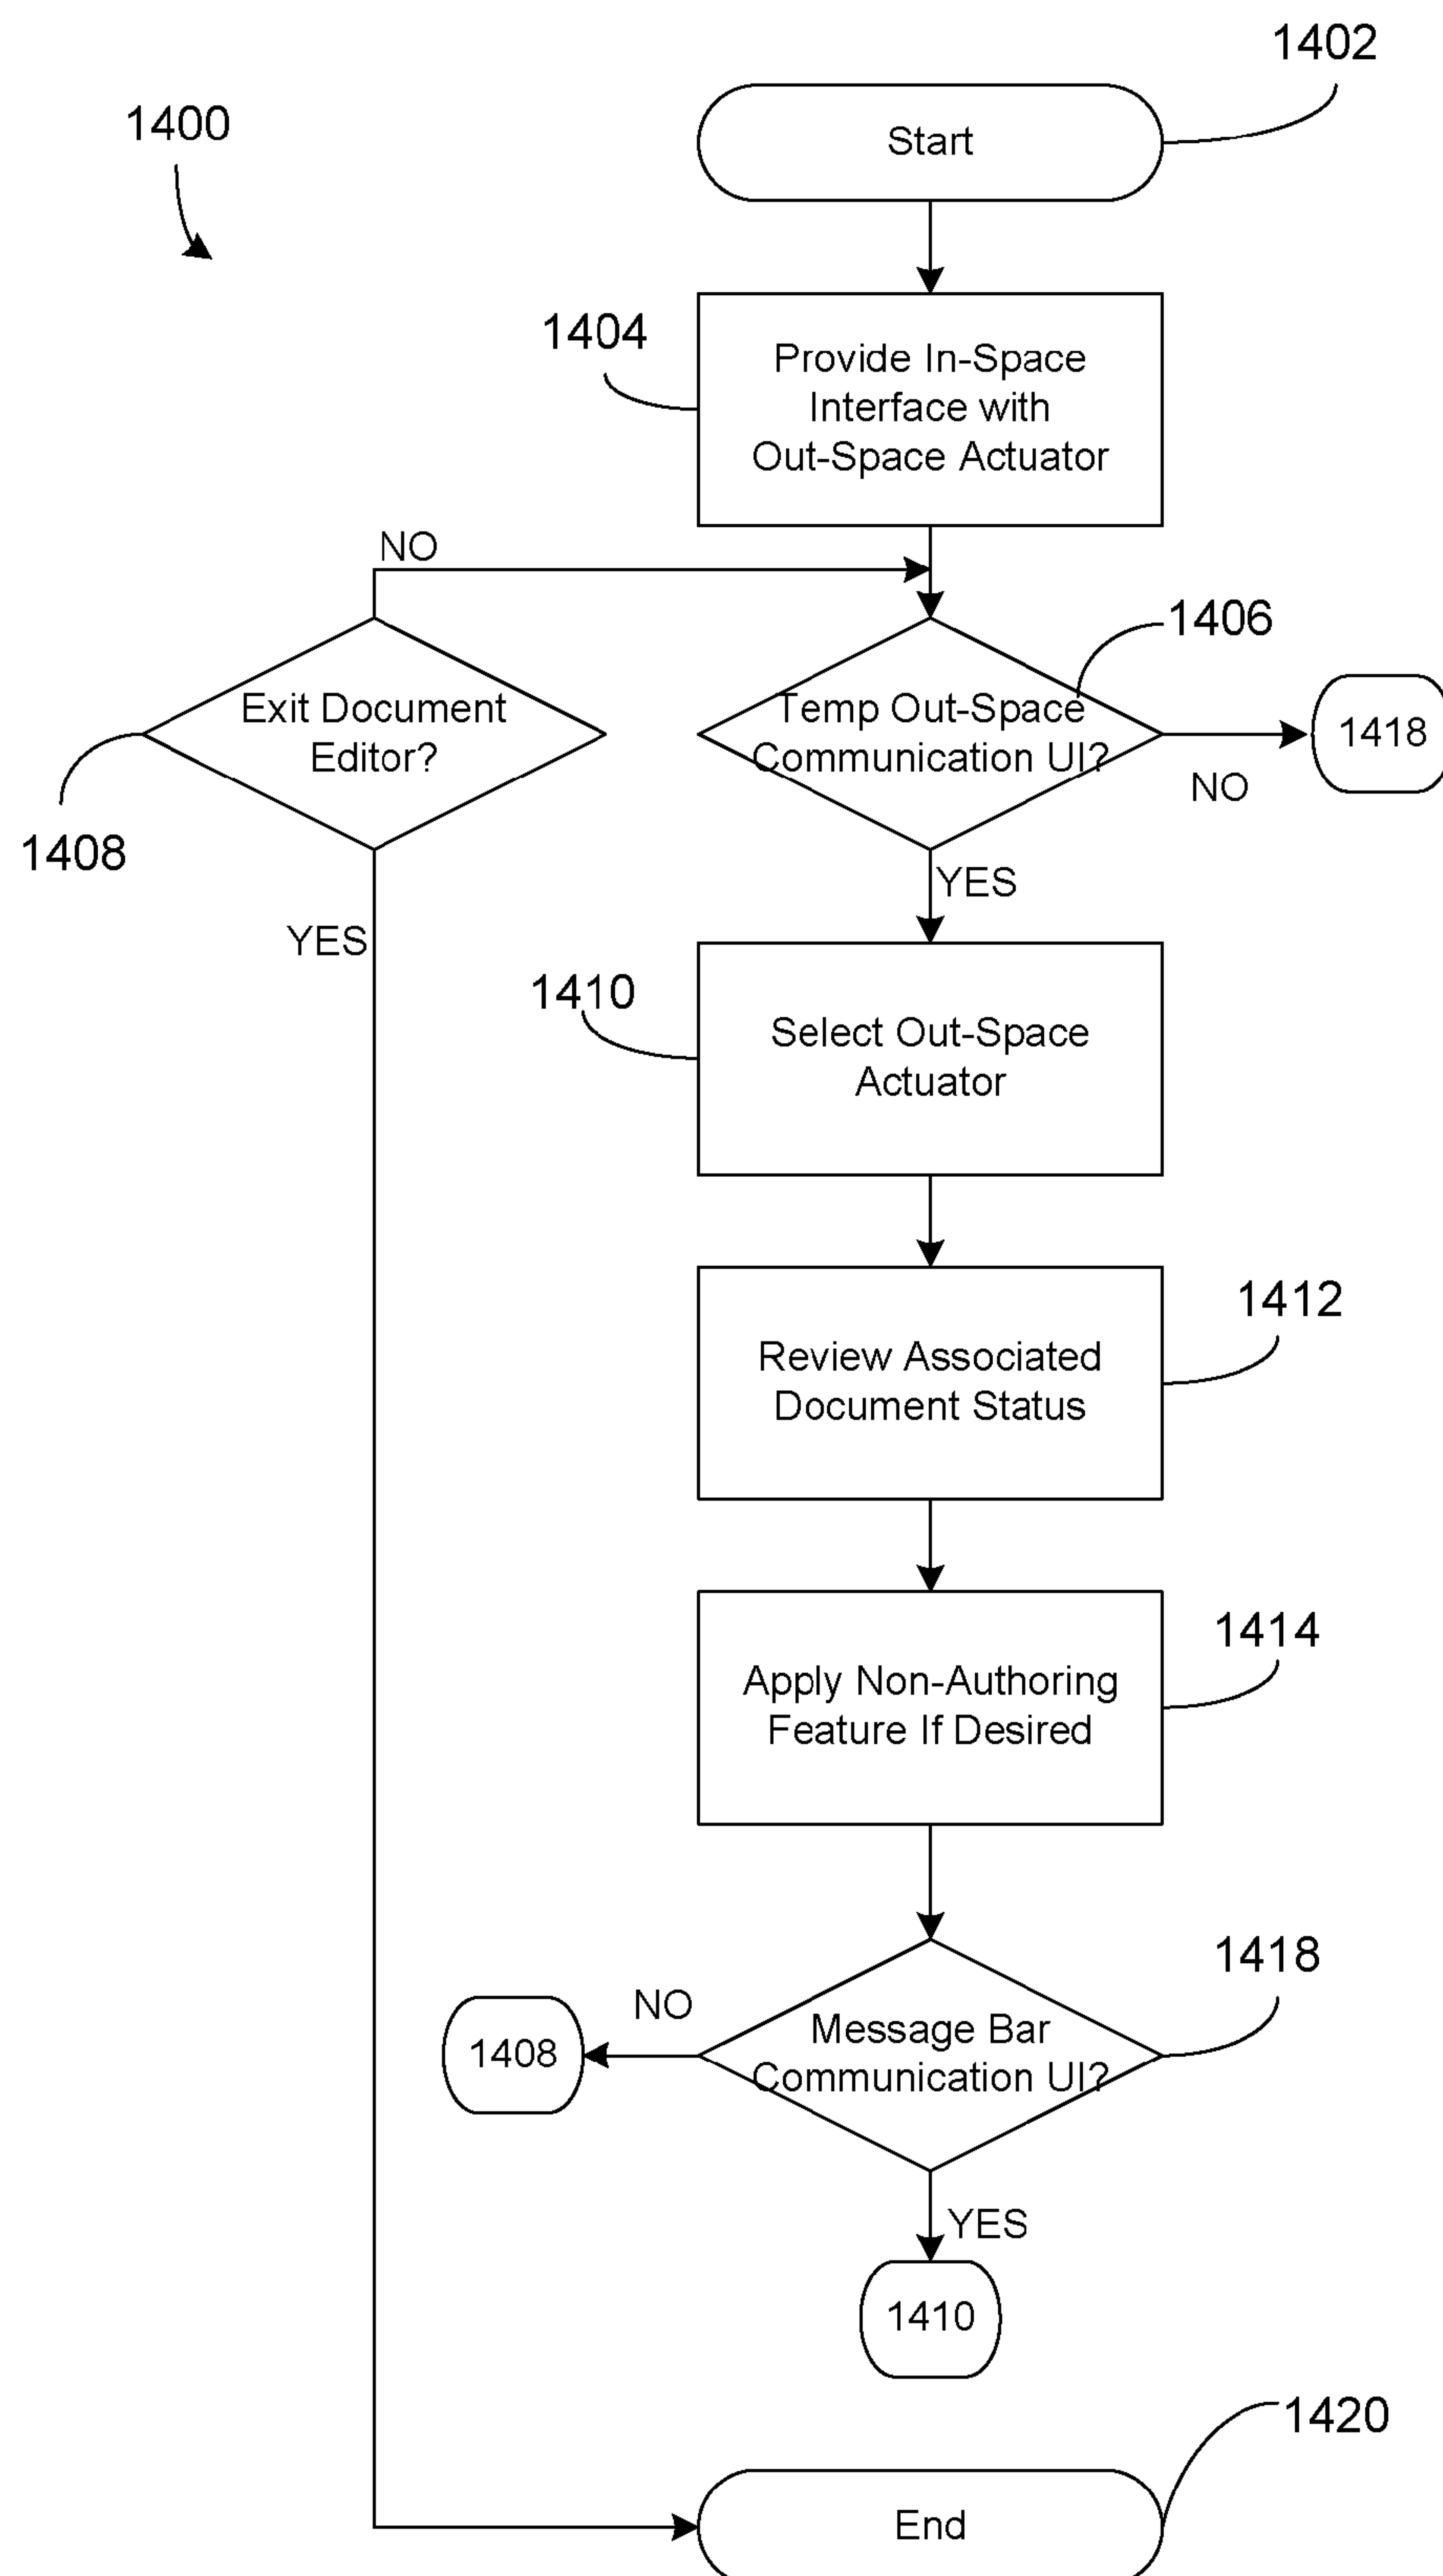 1402
1400
Start
1404
Provide In-Space
Interface with
Out-Space Actuator
NO
1406
Exit Document
Editor?
Temp Out-Space
Communication UI?
1418
NO
1408
YES
YES
1410
Select Out-Space
Actuator
1412
Review Associated
Document Status
1414
Apply Non-Authoring
Feature If Desired
1418
NO
Message Bar
Communication UI?
1408
YES
1410
1420
End